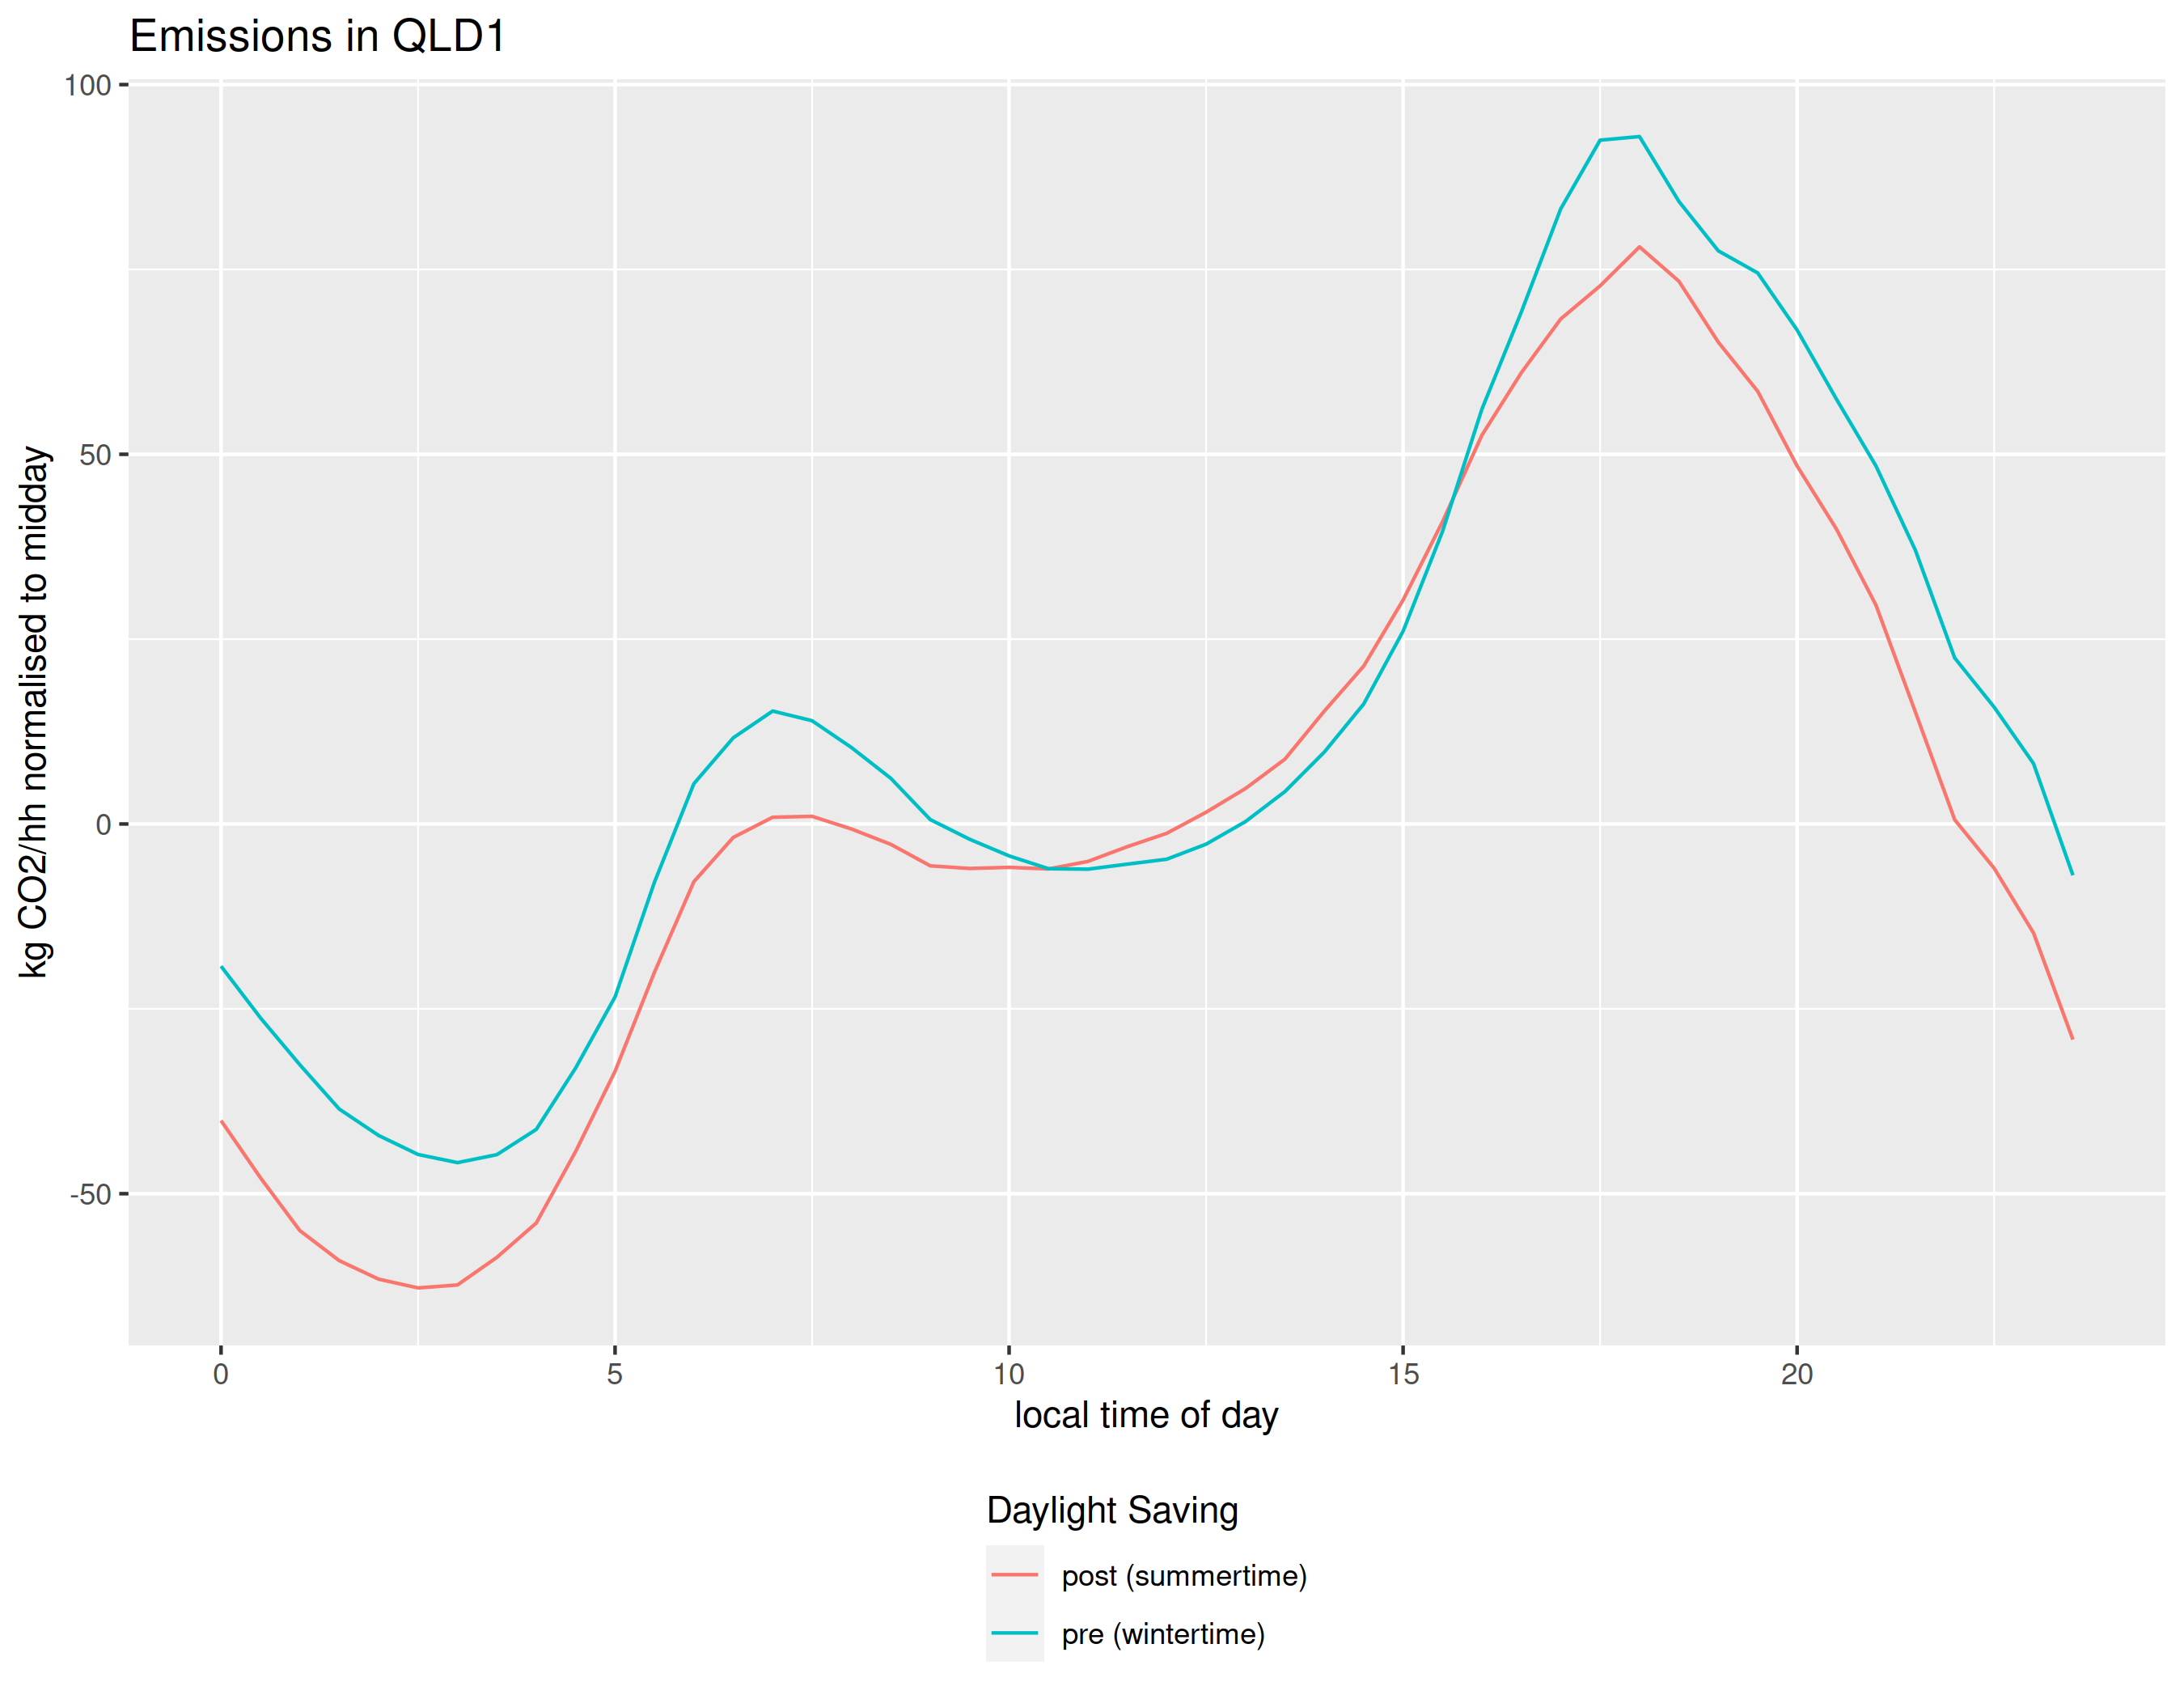 Emissions in QLD1
kg CO2/hh normalised to midday
100
50
0
-50
0 5 10 15 20
local time of day
Daylight Saving
post (summertime)
pre (wintertime)